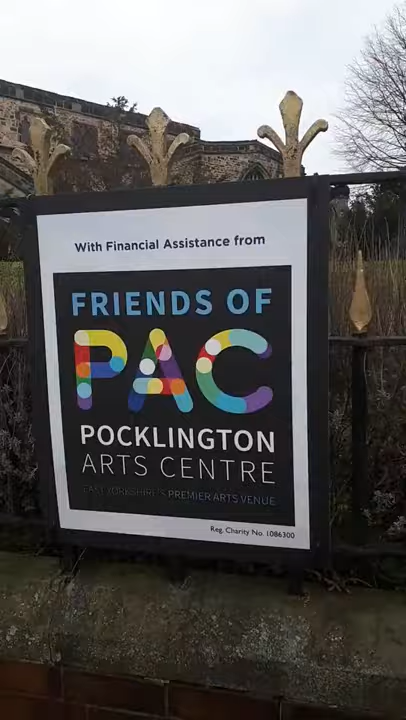 With Financial Assistance from
FRIENDS OF
PAC
POCKLINGTON
ARTS CENTRE
EAST YORKSHIRE'S PREMIER ARTS VENUE
Reg. Charity No. 1086300